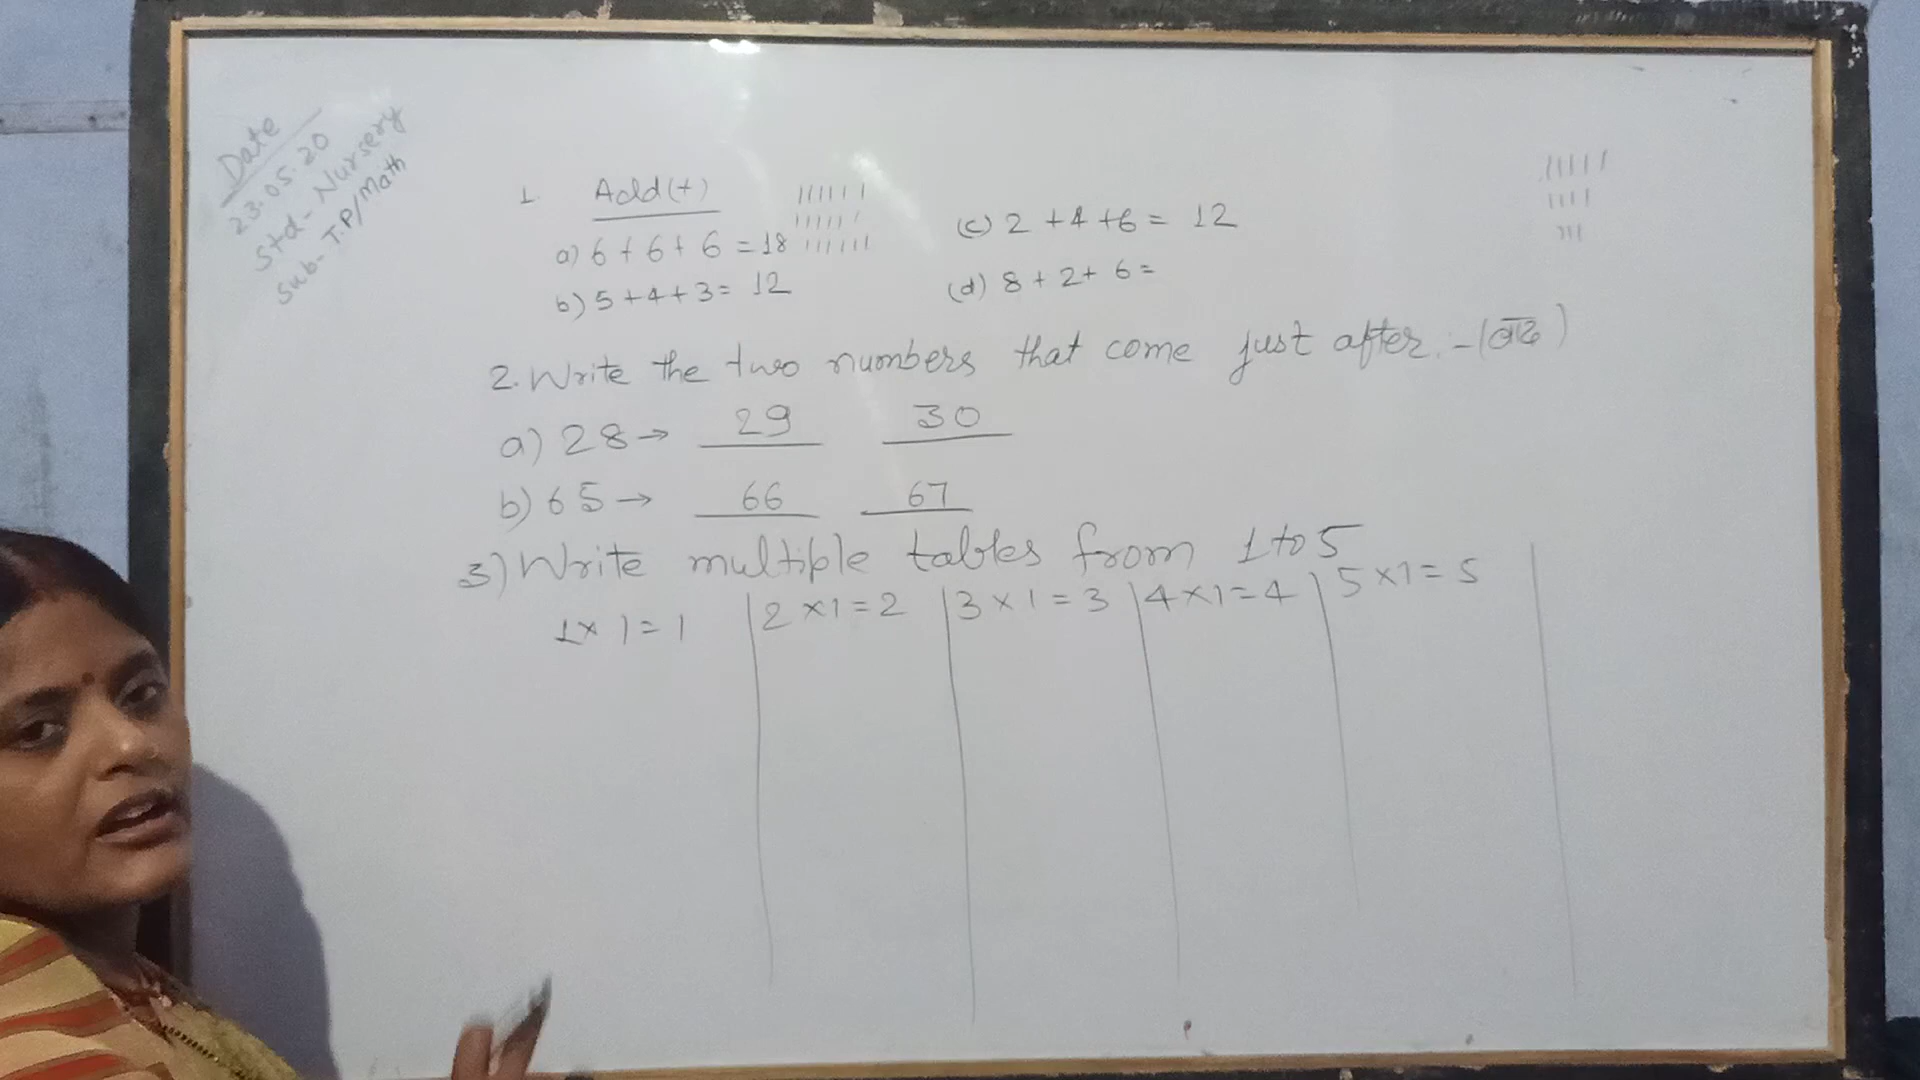 Date
23.05.20
Std- Nursery
Sub- T.P/Math
1. Add (+)
a) 6 + 6 + 6 = 18
b) 5 + 4 + 3 = 12
(c) 2 + 4 + 6 = 12
(d) 8 + 2 + 6 =
2. Write the two numbers that come just after. - (बाद)
a) 28 → 29 30
b) 65 → 66 67
3) Write multiple tables from 1 to 5
1 × 1 = 1 | 2 × 1 = 2 | 3 × 1 = 3 | 4 × 1 = 4 | 5 × 1 = 5 |